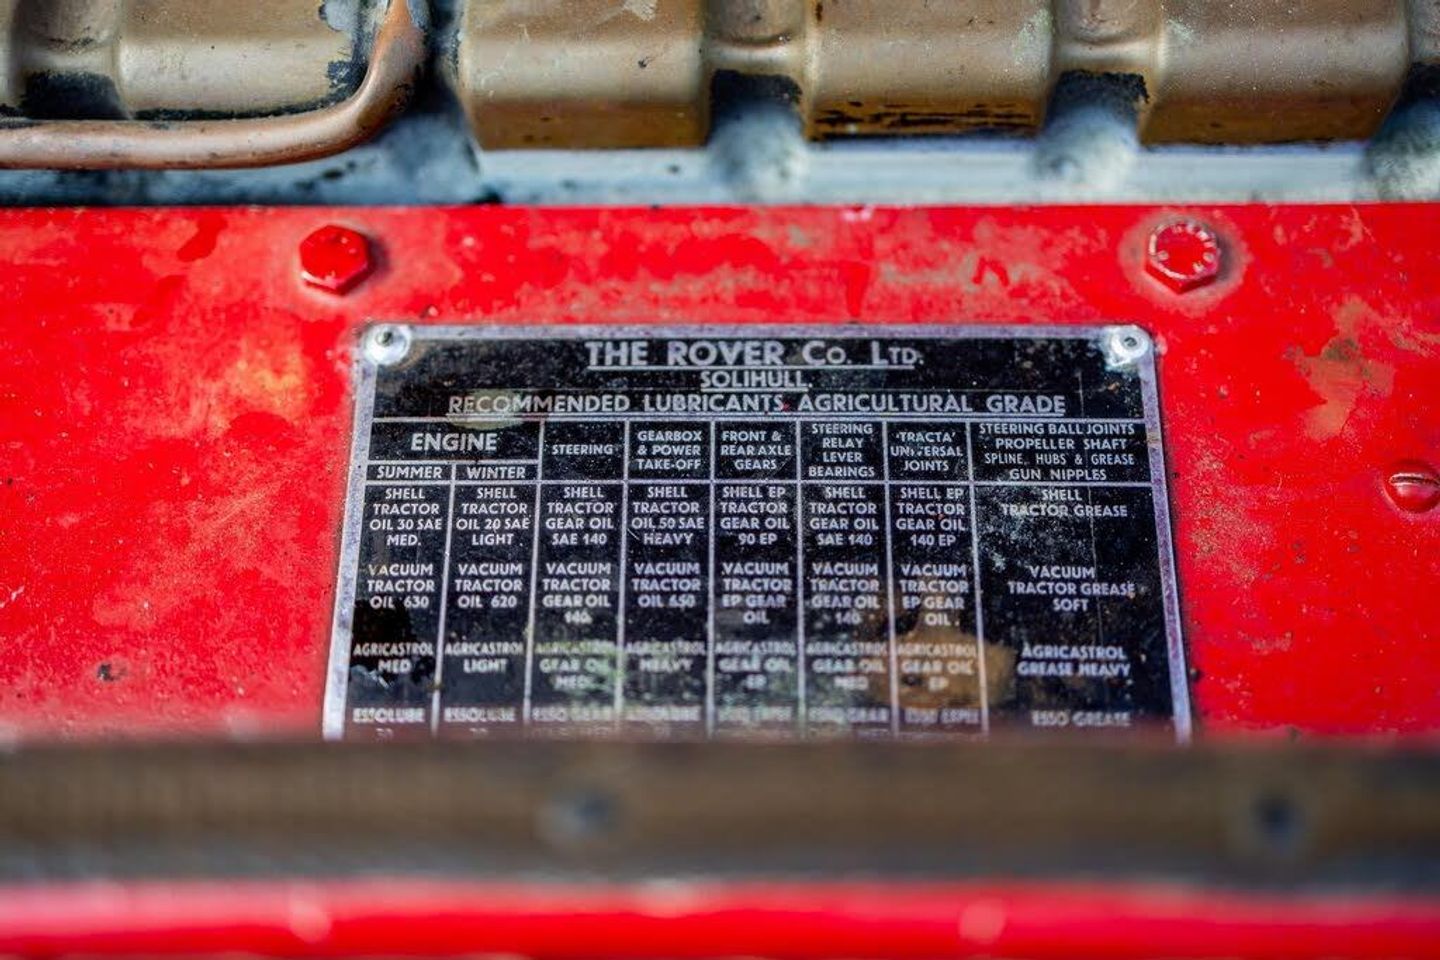 THE ROVER Co. LTD.
SOLIHULL.
RECOMMENDED LUBRICANTS AGRICULTURAL GRADE
ENGINE
SUMMER
WINTER
STEERING
GEARBOX
& POWER
TAKE-OFF
FRONT &
REAR AXLE
GEARS
STEERING
RELAY
LEVER
BEARINGS
'TRACTA'
UNIVERSAL
JOINTS
STEERING BALL JOINTS
PROPELLER SHAFT
SPLINE, HUBS & GREASE
GUN NIPPLES
SHELL
TRACTOR
OIL 30 SAE
MED.
SHELL
TRACTOR
OIL 20 SAE
LIGHT
SHELL
TRACTOR
GEAR OIL
SAE 140
SHELL
TRACTOR
OIL 50 SAE
HEAVY
SHELL EP
TRACTOR
GEAR OIL
90 EP
SHELL
TRACTOR
GEAR OIL
SAE 140
SHELL EP
TRACTOR
GEAR OIL
140 EP
SHELL
TRACTOR GREASE
VACUUM
TRACTOR
OIL 630
VACUUM
TRACTOR
OIL 620
VACUUM
TRACTOR
GEAR OIL
140
VACUUM
TRACTOR
OIL 650
VACUUM
TRACTOR
EP GEAR
OIL
VACUUM
TRACTOR
GEAR OIL
140
VACUUM
TRACTOR
EP GEAR
OIL
VACUUM
TRACTOR GREASE
SOFT
AGRICASTROL
MED
AGRICASTROL
LIGHT
AGRICASTROL
GEAR OIL
MED
AGRICASTROL
HEAVY
AGRICASTROL
GEAR OIL
EP
AGRICASTROL
GEAR OIL
MED
AGRICASTROL
GEAR OIL
EP
AGRICASTROL
GREASE HEAVY
ESSOLUBE
ESSOLUBE
ESSO GEAR
ESSOLUBE
ESSO
ESSO GEAR
ESSO
ESSO GREASE